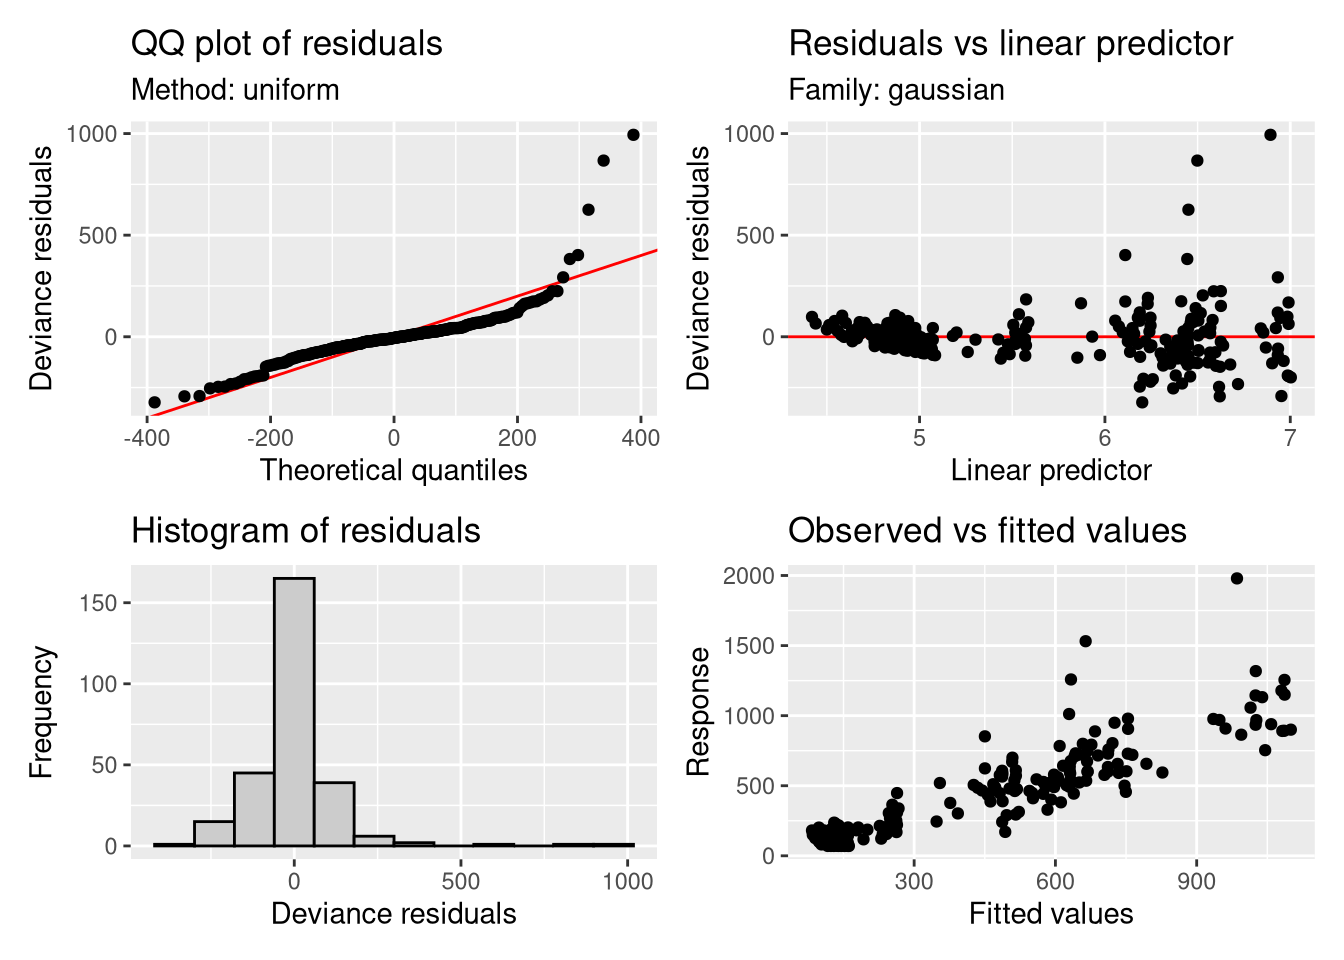 QQ plot of residuals
Method: uniform
1000
500
0
Deviance residuals
-400
-200
0
200
400
Theoretical quantiles
Residuals vs linear predictor
Family: gaussian
1000
500
0
Deviance residuals
5
6
7
Linear predictor
Histogram of residuals
150
100
50
0
Frequency
0
500
1000
Deviance residuals
Observed vs fitted values
2000
1500
1000
500
0
Response
300
600
900
Fitted values